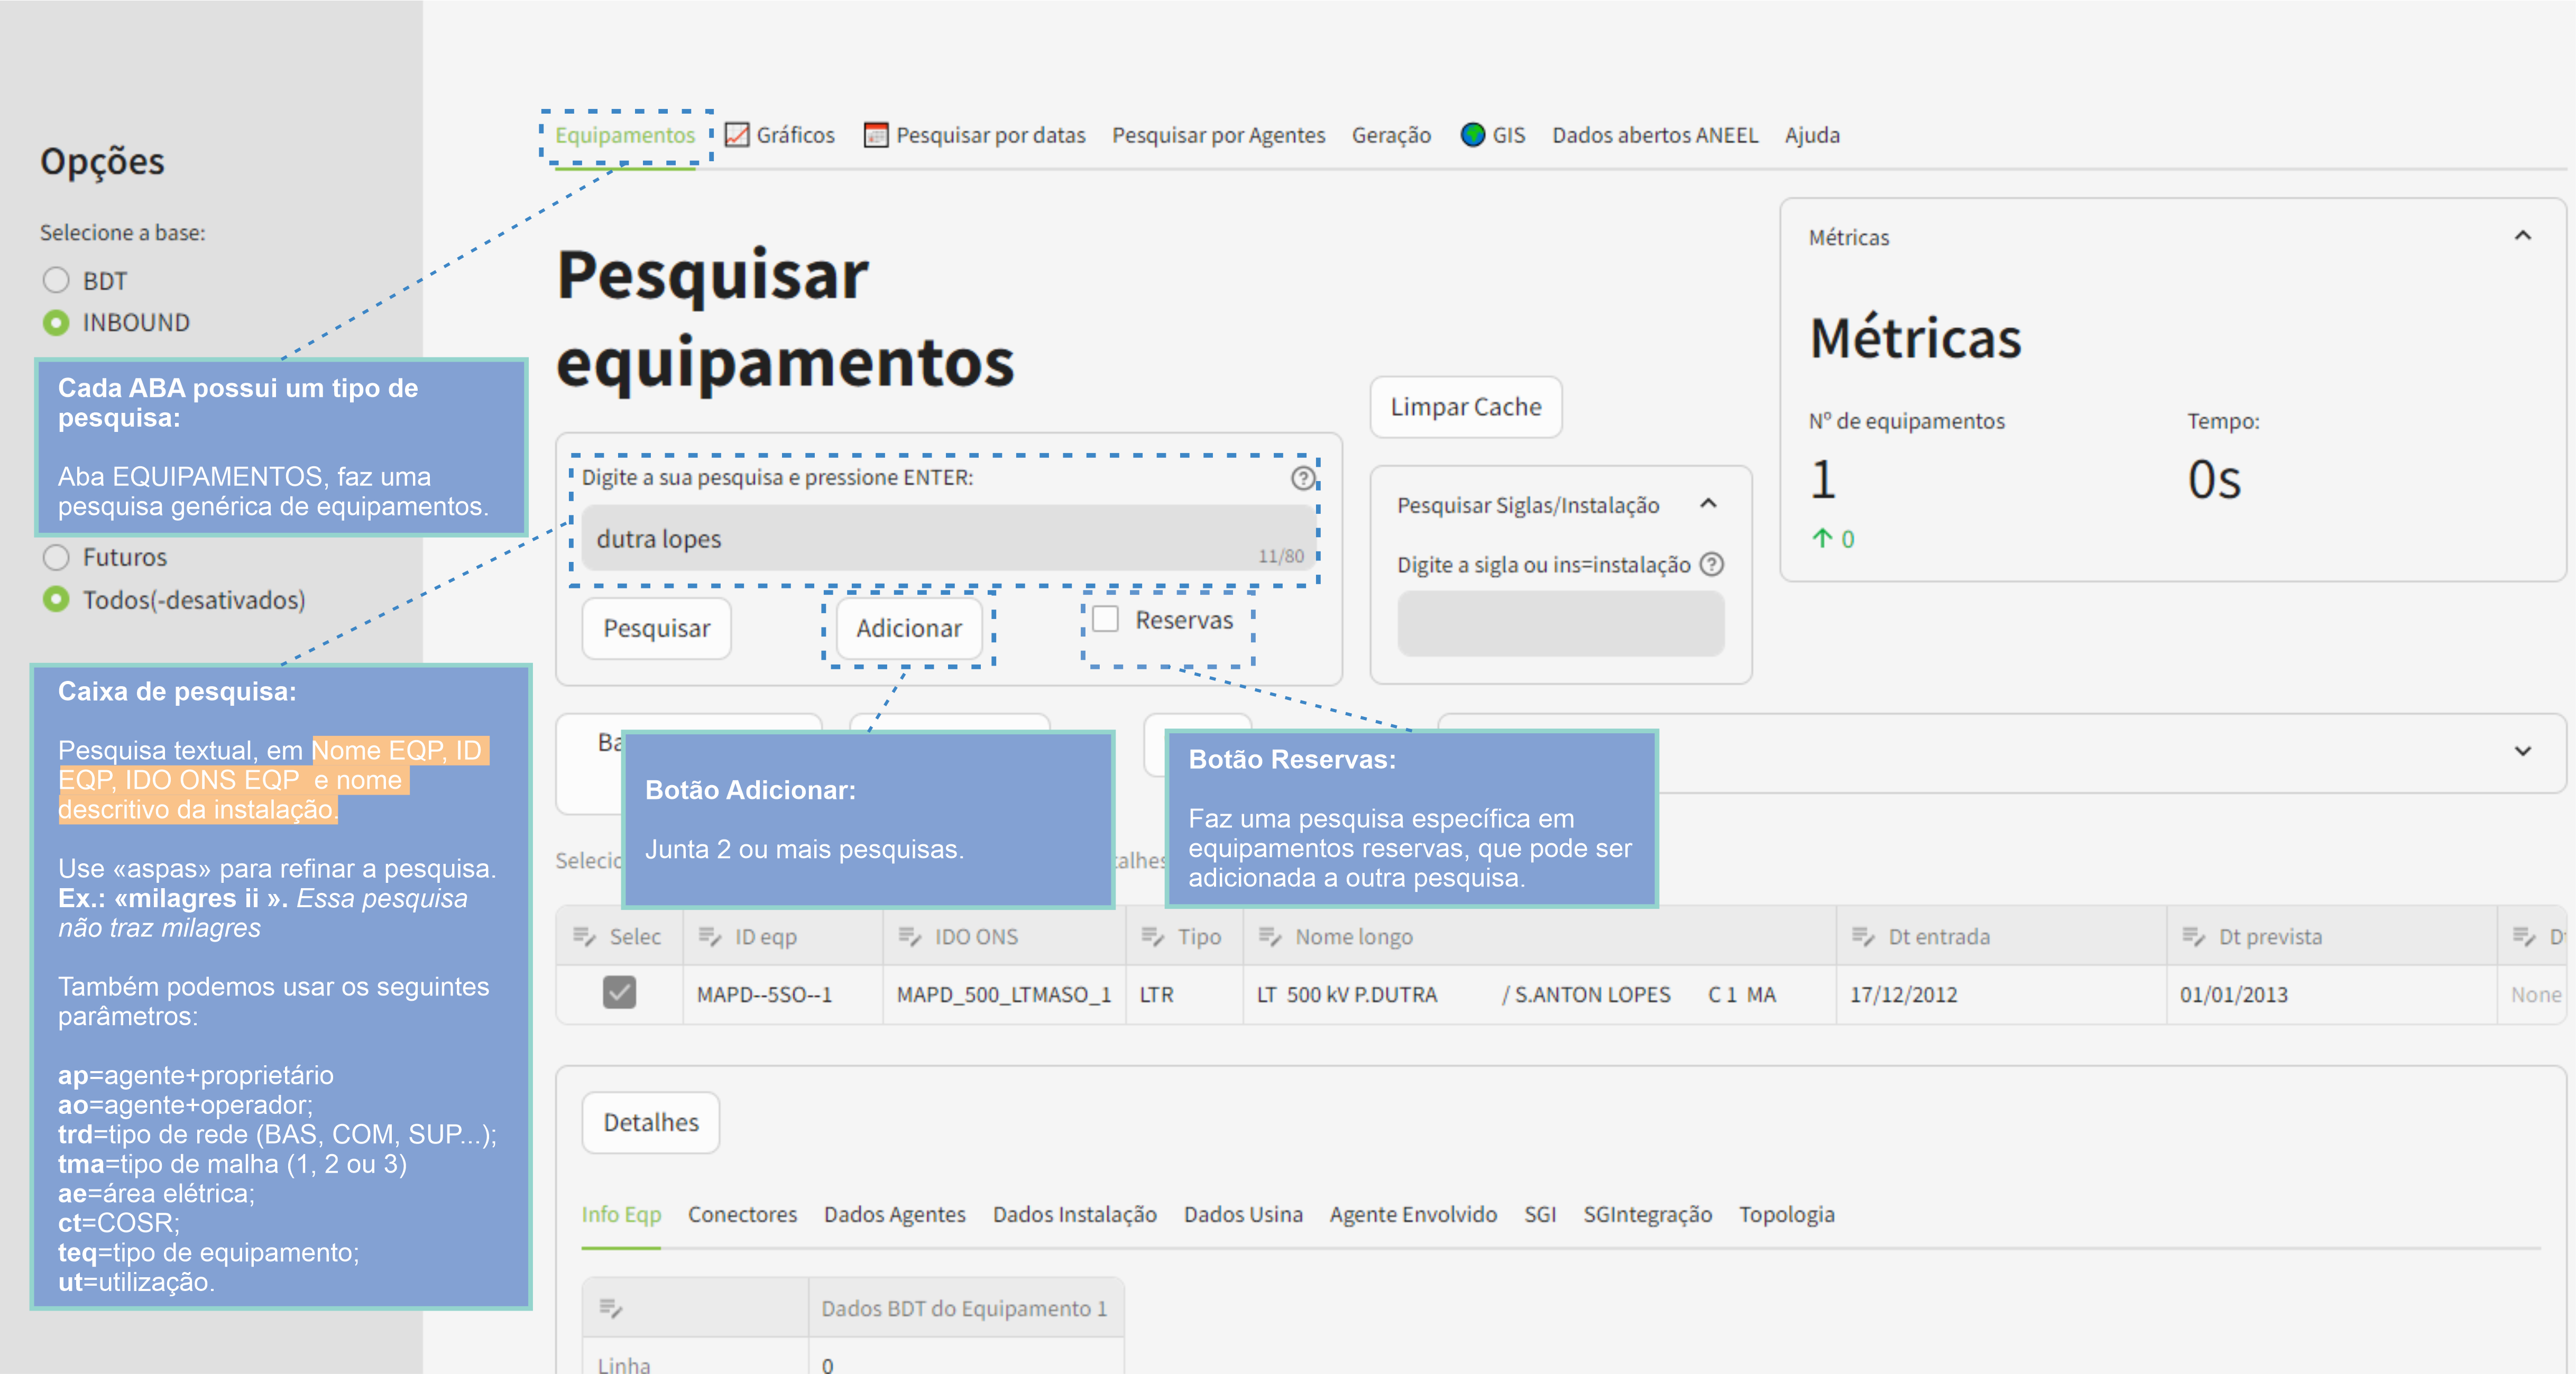 Opções
Selecione a base:
BDT
INBOUND
Cada ABA possui um tipo de
pesquisa:
Aba EQUIPAMENTOS, faz uma
pesquisa genérica de equipamentos.
Futuros
Todos(-desativados)
Caixa de pesquisa:
Pesquisa textual, em Nome EQP, ID
EQP, IDO ONS EQP  e nome
descritivo da instalação.
Use «aspas» para refinar a pesquisa.
Ex.: «milagres ii ». Essa pesquisa
não traz milagres
Também podemos usar os seguintes
parâmetros:
ap=agente+proprietário
ao=agente+operador;
trd=tipo de rede (BAS, COM, SUP...);
tma=tipo de malha (1, 2 ou 3)
ae=área elétrica;
ct=COSR;
teq=tipo de equipamento;
ut=utilização.
Equipamentos Gráficos Pesquisar por datas Pesquisar por Agentes Geração GIS Dados abertos ANEEL Ajuda
Pesquisar
equipamentos
Digite a sua pesquisa e pressione ENTER:
dutra lopes
11/80
Pesquisar Adicionar Reservas
Limpar Cache
Pesquisar Siglas/Instalação
Digite a sigla ou ins=instalação
Métricas
Métricas
Nº de equipamentos Tempo:
1 0s
0
Ba
Botão Adicionar:
Junta 2 ou mais pesquisas.
Botão Reservas:
Faz uma pesquisa específica em
equipamentos reservas, que pode ser
adicionada a outra pesquisa.
Selecio
talhes
Selec ID eqp IDO ONS Tipo Nome longo Dt entrada Dt prevista D
MAPD--5SO--1 MAPD_500_LTMASO_1 LTR LT 500 kV P.DUTRA / S.ANTON LOPES C 1 MA 17/12/2012 01/01/2013 None
Detalhes
Info Eqp Conectores Dados Agentes Dados Instalação Dados Usina Agente Envolvido SGI SGIntegração Topologia
Dados BDT do Equipamento 1
Linha 0